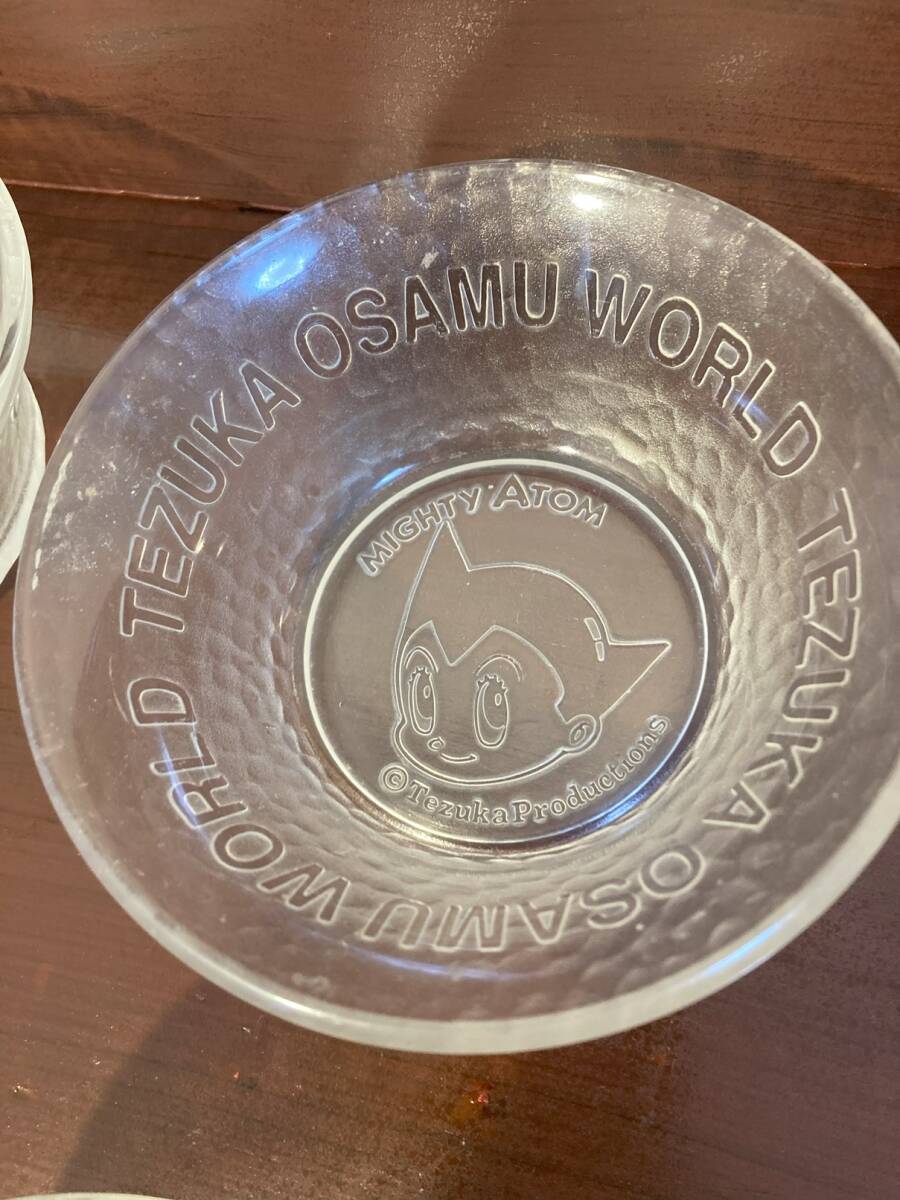 TEZUKA OSAMU WORLD TEZUKA OSAMU WORLD
MIGHTY ATOM
©TezukaProductions